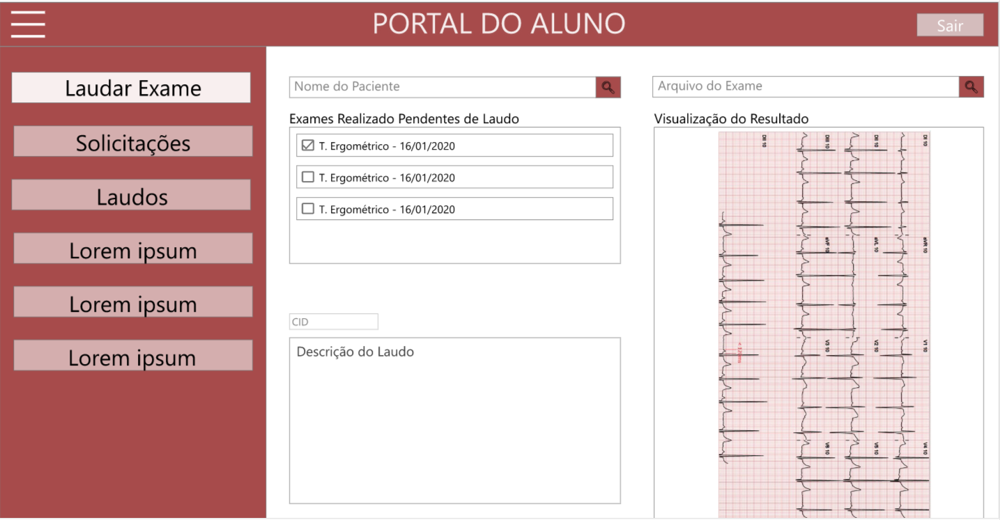 PORTAL DO ALUNO
Sair
Laudar Exame
Solicitações
Laudos
Lorem ipsum
Lorem ipsum
Lorem ipsum
Nome do Paciente
Exames Realizado Pendentes de Laudo
T. Ergométrico - 16/01/2020
T. Ergométrico - 16/01/2020
T. Ergométrico - 16/01/2020
CID
Descrição do Laudo
Arquivo do Exame
Visualização do Resultado
DI 10
DII 10
DIII 10
DII 10
aVR 10
aVL 10
aVF 10
V1 10
V2 10
V3 10
V4 10
V5 10
V6 10